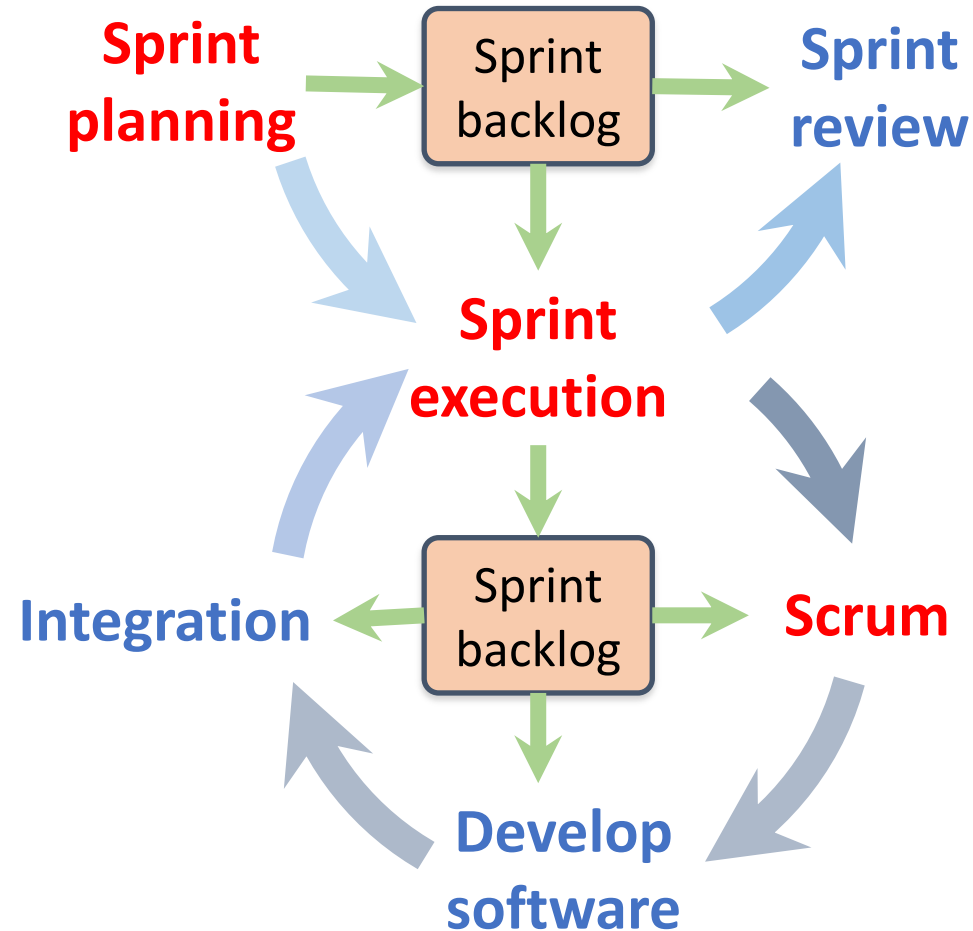 Sprint
planning
Sprint
backlog
Sprint
review
Sprint
execution
Integration
Sprint
backlog
Scrum
Develop
software